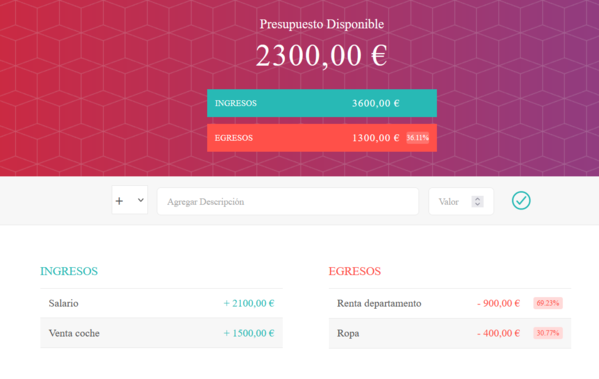 Presupuesto Disponible
2300,00 €
INGRESOS 3600,00 €
EGRESOS 1300,00 € 36.11%
+ Agregar Descripción Valor
INGRESOS
Salario + 2100,00 €
Venta coche + 1500,00 €
EGRESOS
Renta departamento - 900,00 € 69.23%
Ropa - 400,00 € 30.77%